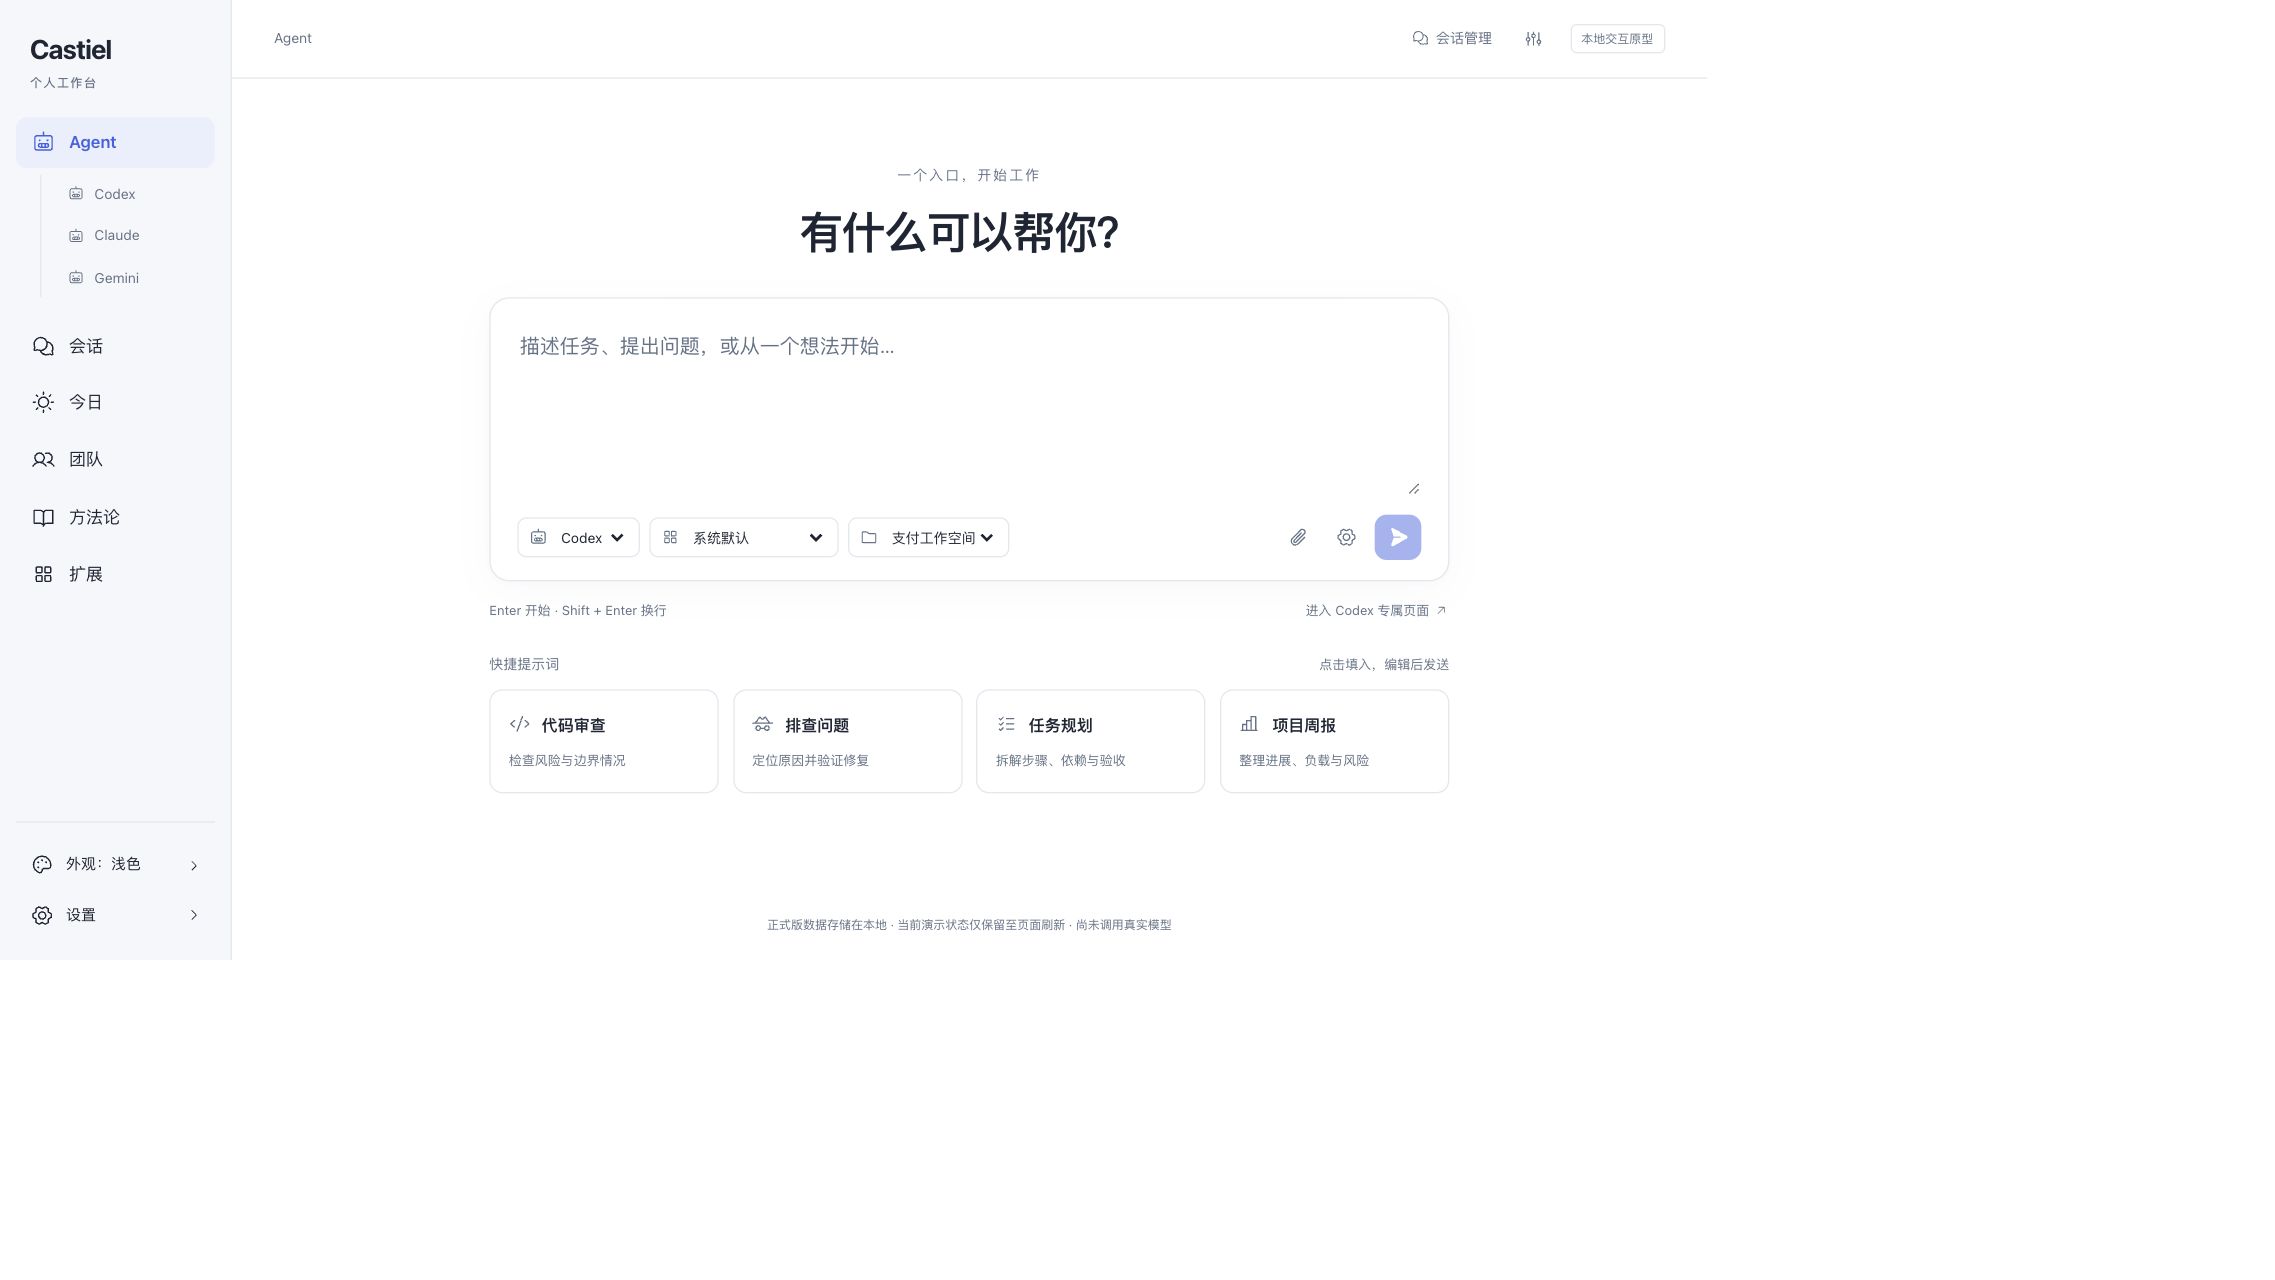 Castiel
个人工作台
Agent
Codex
Claude
Gemini
会话
今日
团队
方法论
扩展
外观：浅色
设置
Agent
会话管理
本地交互原型
一个入口，开始工作
有什么可以帮你?
描述任务、提出问题，或从一个想法开始...
Codex
系统默认
支付工作空间
Enter 开始 · Shift + Enter 换行
进入 Codex 专属页面
快捷提示词
点击填入，编辑后发送
代码审查
检查风险与边界情况
排查问题
定位原因并验证修复
任务规划
拆解步骤、依赖与验收
项目周报
整理进展、负载与风险
正式版数据存储在本地 · 当前演示状态仅保留至页面刷新 · 尚未调用真实模型